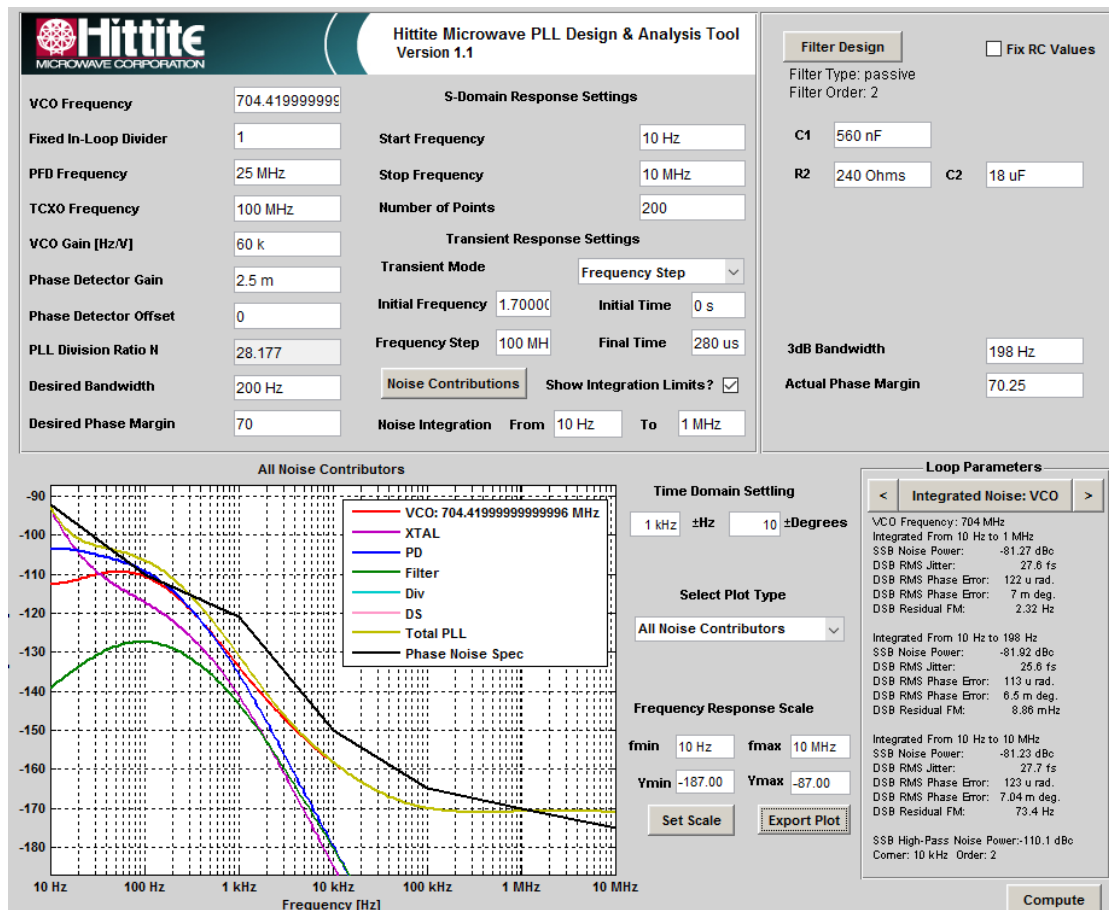 Hittite
MICROWAVE CORPORATION
Hittite Microwave PLL Design & Analysis Tool
Version 1.1
VCO Frequency 704.419999999
Fixed In-Loop Divider 1
PFD Frequency 25 MHz
TCXO Frequency 100 MHz
VCO Gain [Hz/V] 60 k
Phase Detector Gain 2.5 m
Phase Detector Offset 0
PLL Division Ratio N 28.177
Desired Bandwidth 200 Hz
Desired Phase Margin 70
S-Domain Response Settings
Start Frequency 10 Hz
Stop Frequency 10 MHz
Number of Points 200
Transient Response Settings
Transient Mode Frequency Step
Initial Frequency 1.7000( Initial Time 0 s
Frequency Step 100 MH Final Time 280 us
Noise Contributions Show Integration Limits?
Noise Integration From 10 Hz To 1 MHz
Filter Design Fix RC Values
Filter Type: passive
Filter Order: 2
C1 560 nF
R2 240 Ohms C2 18 uF
3dB Bandwidth 198 Hz
Actual Phase Margin 70.25
All Noise Contributors
-90
-100
-110
-120
-130
-140
-150
-160
-170
-180
VCO: 704.41999999999996 MHz
XTAL
PD
Filter
Div
DS
Total PLL
Phase Noise Spec
10 Hz 100 Hz 1 kHz 10 kHz 100 kHz 1 MHz 10 MHz
Frequency [Hz]
Time Domain Settling
1 kHz ±Hz 10 ±Degrees
Select Plot Type
All Noise Contributors
Frequency Response Scale
fmin 10 Hz fmax 10 MHz
Ymin -187.00 Ymax -87.00
Set Scale Export Plot
Loop Parameters
< Integrated Noise: VCO >
VCO Frequency: 704 MHz
Integrated From 10 Hz to 1 MHz
SSB Noise Power: -81.27 dBc
DSB RMS Jitter: 27.6 fs
DSB RMS Phase Error: 122 u rad.
DSB RMS Phase Error: 7 m deg.
DSB Residual FM: 2.32 Hz
Integrated From 10 Hz to 198 Hz
SSB Noise Power: -81.92 dBc
DSB RMS Jitter: 25.6 fs
DSB RMS Phase Error: 113 u rad.
DSB RMS Phase Error: 6.5 m deg.
DSB Residual FM: 8.86 mHz
Integrated From 10 Hz to 10 MHz
SSB Noise Power: -81.23 dBc
DSB RMS Jitter: 27.7 fs
DSB RMS Phase Error: 123 u rad.
DSB RMS Phase Error: 7.04 m deg.
DSB Residual FM: 73.4 Hz
SSB High-Pass Noise Power:-110.1 dBc
Corner: 10 kHz Order: 2
Compute